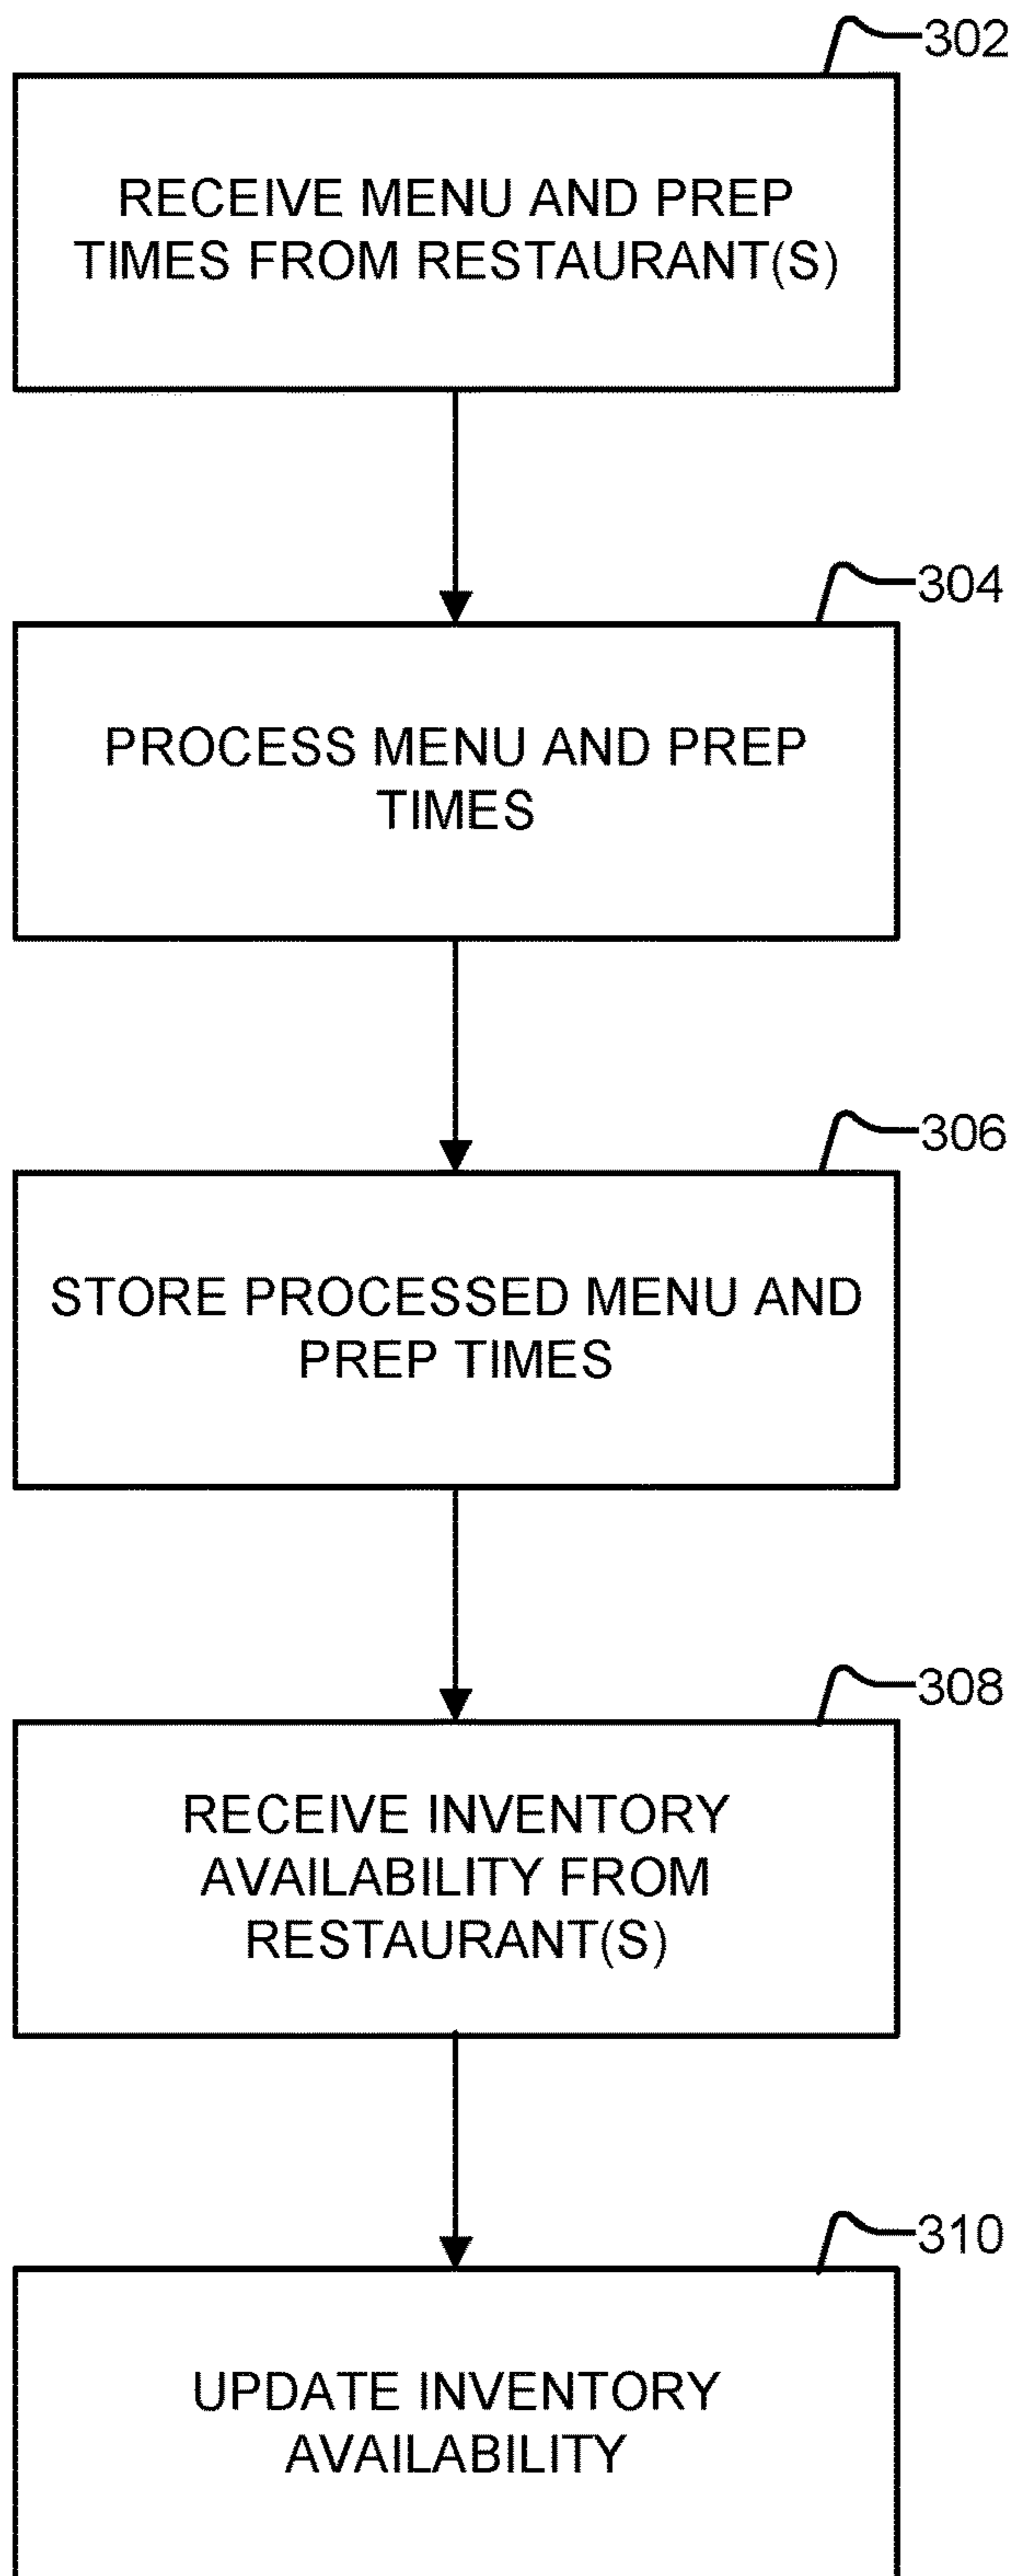 302
RECEIVE MENU AND PREP
TIMES FROM RESTAURANT(S)
304
PROCESS MENU AND PREP
TIMES
306
STORE PROCESSED MENU AND
PREP TIMES
308
RECEIVE INVENTORY
AVAILABILITY FROM
RESTAURANT(S)
310
UPDATE INVENTORY
AVAILABILITY